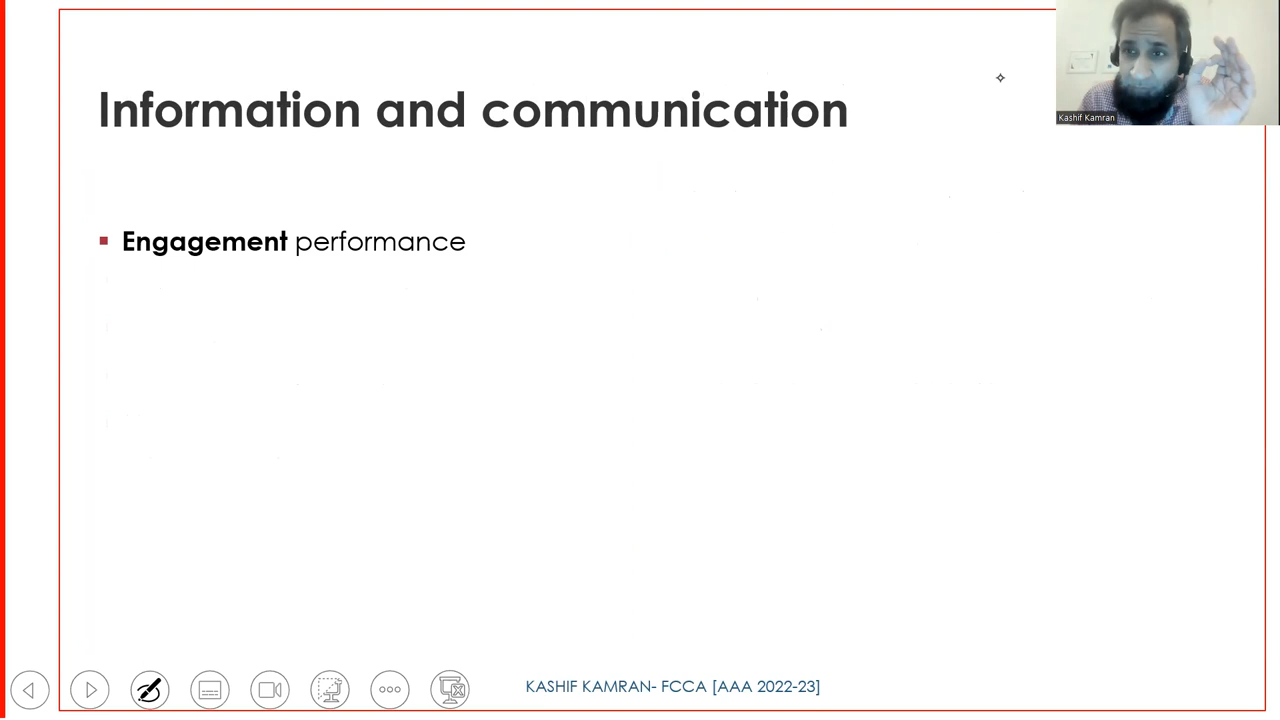 Information and communication
Kashif Kamran
Engagement performance
KASHIF KAMRAN- FCCA [AAA 2022-23]